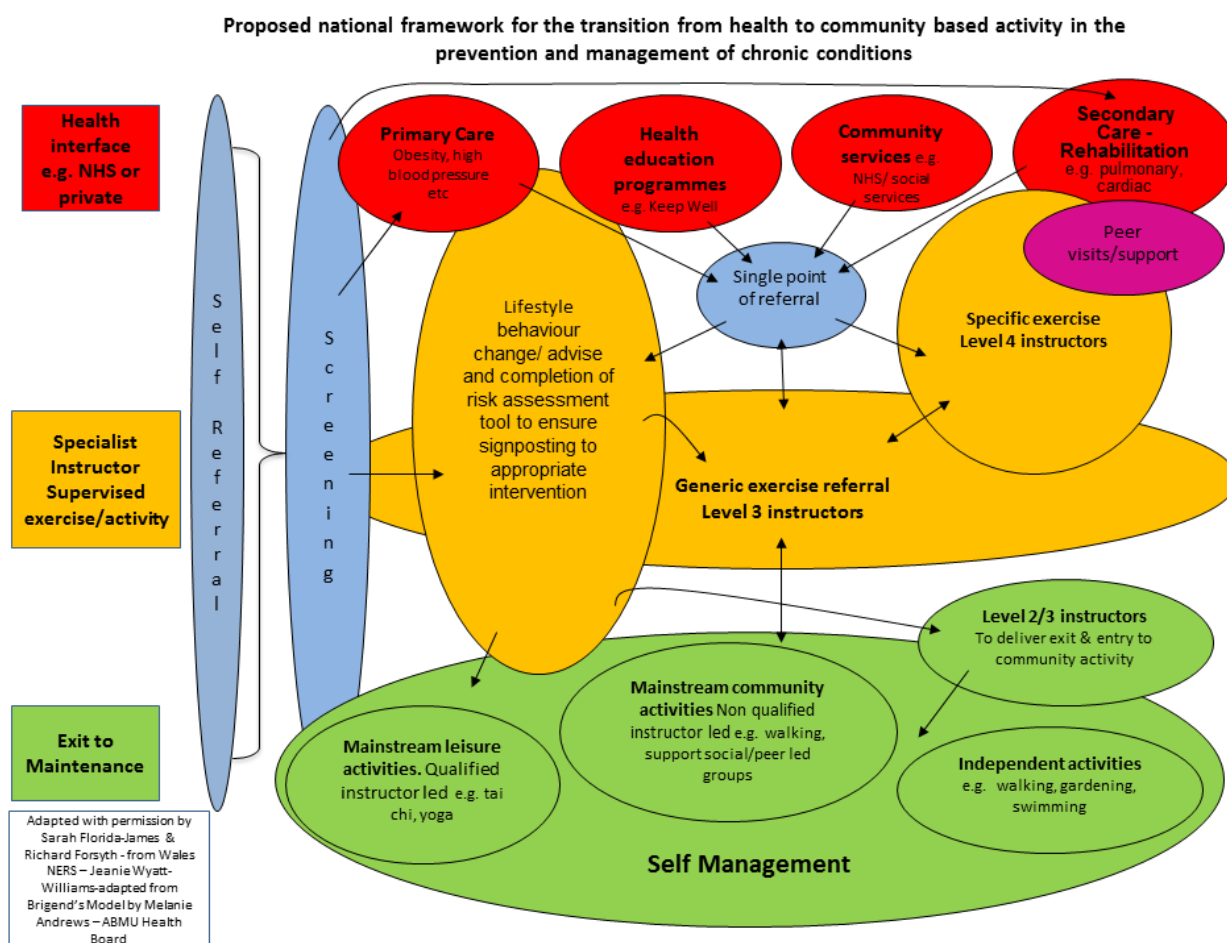 Proposed national framework for the transition from health to community based activity in the
prevention and management of chronic conditions
Health
interface
e.g. NHS or
private
Specialist
Instructor
Supervised
exercise/activity
Exit to
Maintenance
Adapted with permission by
Sarah Florida-James &
Richard Forsyth - from Wales
NERS – Jeanie Wyatt-
Williams-adapted from
Brigend's Model by Melanie
Andrews – ABMU Health
Board
Self Referral
Screening
Primary Care
Obesity, high
blood pressure
etc
Health
education
programmes
e.g. Keep Well
Community
services e.g.
NHS/ social
services
Secondary
Care -
Rehabilitation
e.g. pulmonary,
cardiac
Peer
visits/support
Single point
of referral
Lifestyle
behaviour
change/ advise
and completion of
risk assessment
tool to ensure
signposting to
appropriate
intervention
Specific exercise
Level 4 instructors
Generic exercise referral
Level 3 instructors
Level 2/3 instructors
To deliver exit & entry to
community activity
Mainstream leisure
activities. Qualified
instructor led e.g. tai
chi, yoga
Mainstream community
activities Non qualified
instructor led e.g. walking,
support social/peer led
groups
Independent activities
e.g. walking, gardening,
swimming
Self Management